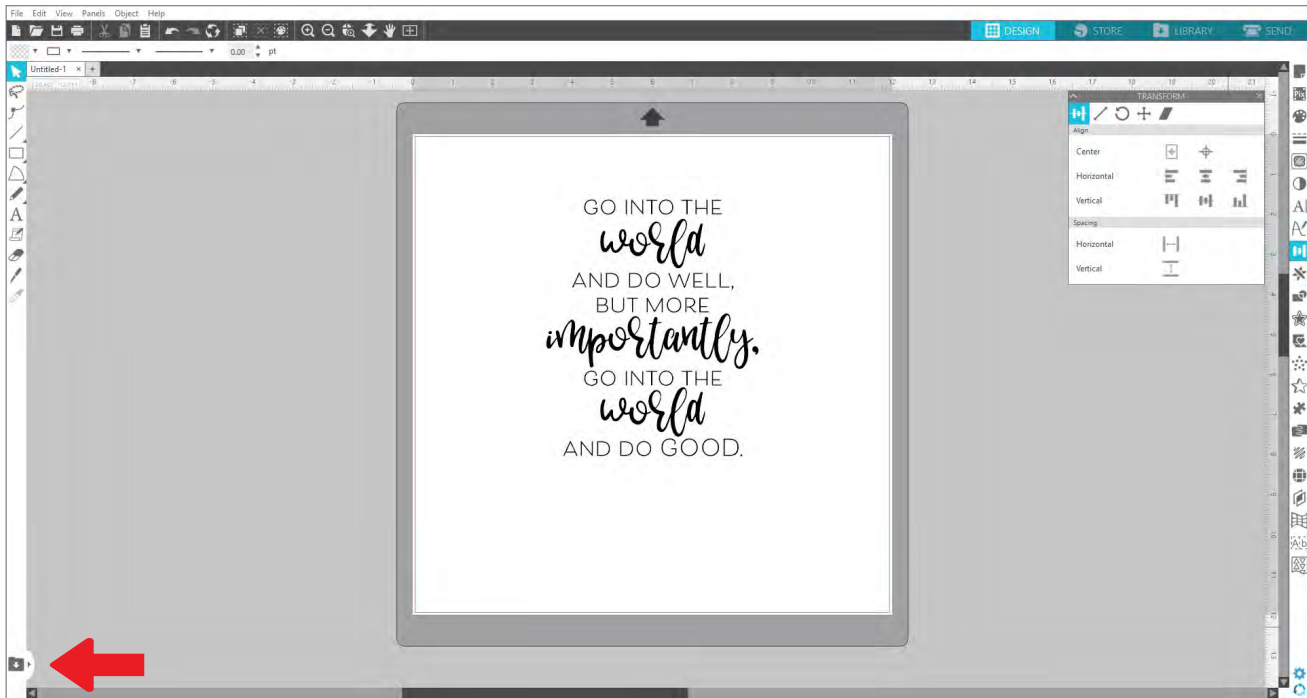 File Edit View Panels Object Help
DESIGN STORE LIBRARY SEND
0.00 pt
Untitled-1 × +
TRANSFORM
Align
Center
Horizontal
Vertical
Spacing
Horizontal
Vertical
GO INTO THE
world
AND DO WELL,
BUT MORE
importantly,
GO INTO THE
world
AND DO GOOD.